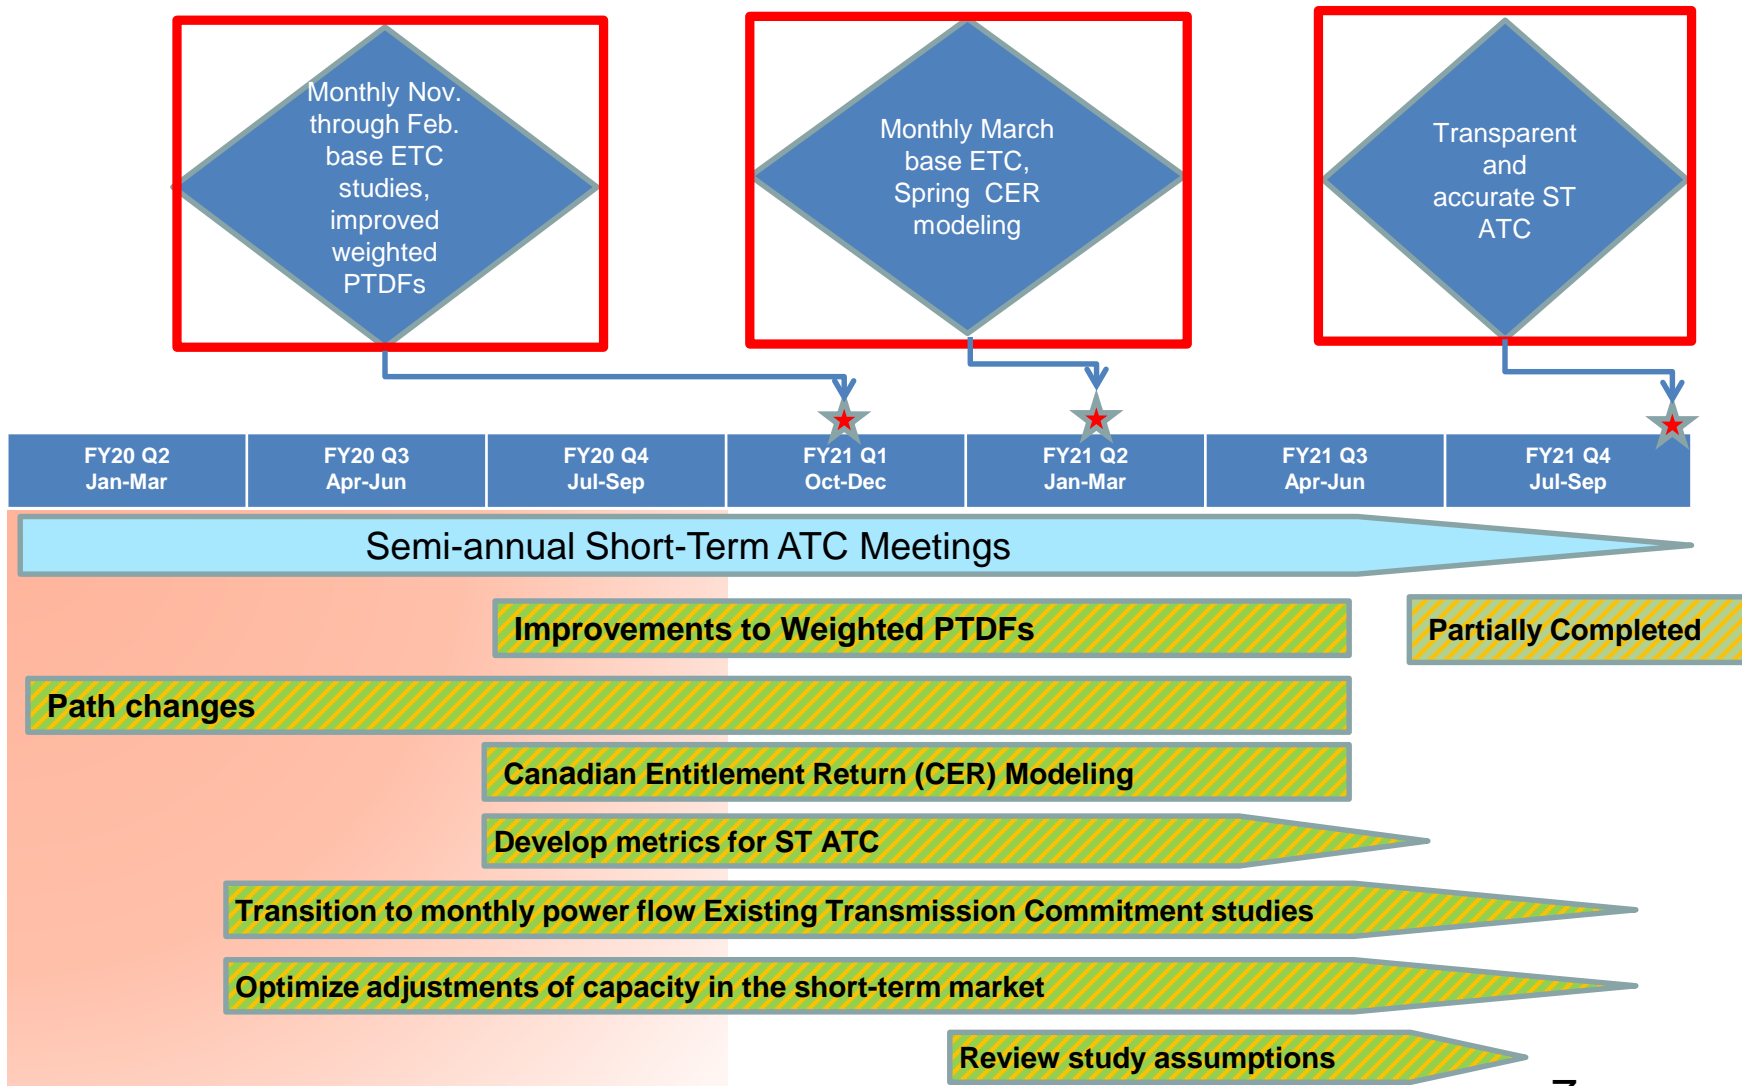 Monthly Nov.
through Feb.
base ETC
studies,
improved
weighted
PTDFs
Monthly March
base ETC,
Spring CER
modeling
Transparent
and
accurate ST
ATC
FY20 Q2
Jan-Mar
FY20 Q3
Apr-Jun
FY20 Q4
Jul-Sep
FY21 Q1
Oct-Dec
FY21 Q2
Jan-Mar
FY21 Q3
Apr-Jun
FY21 Q4
Jul-Sep
Semi-annual Short-Term ATC Meetings
Improvements to Weighted PTDFs
Partially Completed
Path changes
Canadian Entitlement Return (CER) Modeling
Develop metrics for ST ATC
Transition to monthly power flow Existing Transmission Commitment studies
Optimize adjustments of capacity in the short-term market
Review study assumptions